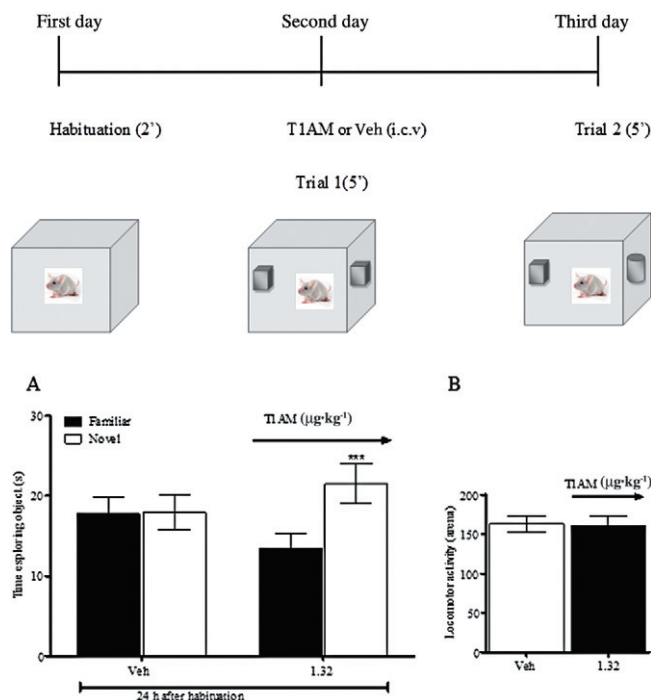 First day Second day Third day
Habituation (2’) T1AM or Veh (i.c.v) Trial 2 (5’)
Trial 1(5’)
A
30
20
10
0
Time exploring object (s)
Familiar
Novel
T1AM (µg·kg-1)
***
Veh 1.32
24 h after habituation
B
T1AM (µg·kg-1)
200
150
100
50
0
Locomotor activity (arena)
Veh 1.32